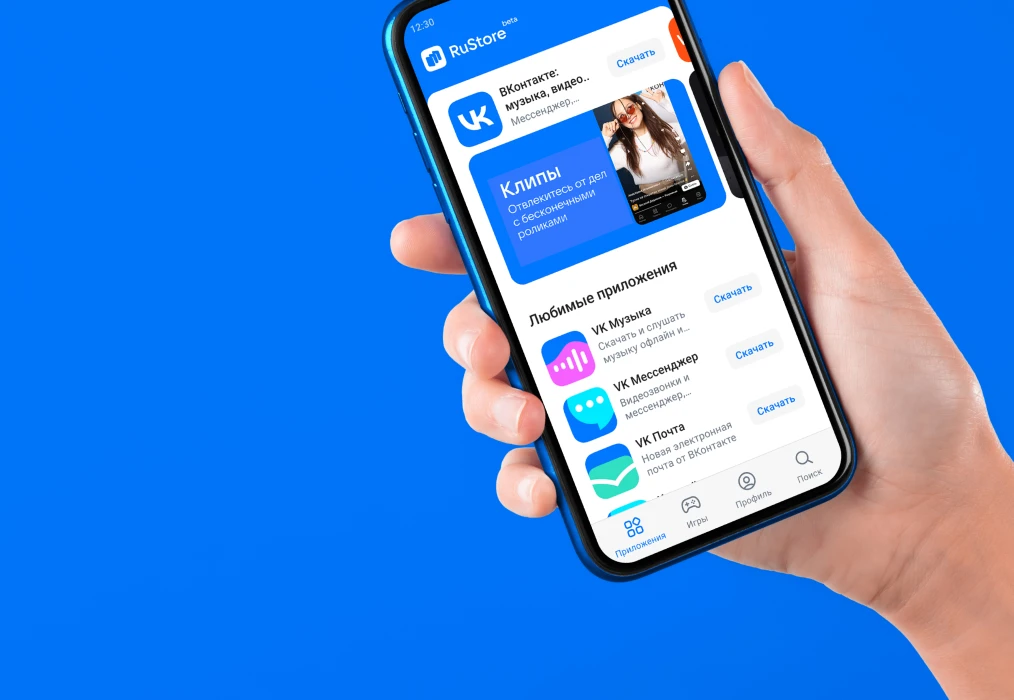 12:30
RuStore beta
ВКонтакте:
музыка, видео..
Мессенджер,...
Скачать
Клипы
Отвлекитесь от дел
с бесконечными
роликами
Любимые приложения
VK Музыка
Скачать и слушать
музыку офлайн и...
Скачать
VK Мессенджер
Видеозвонки и
мессенджер,...
Скачать
VK Почта
Новая электронная
почта от ВКонтакте
Скачать
Приложения
Игры
Профиль
Поиск